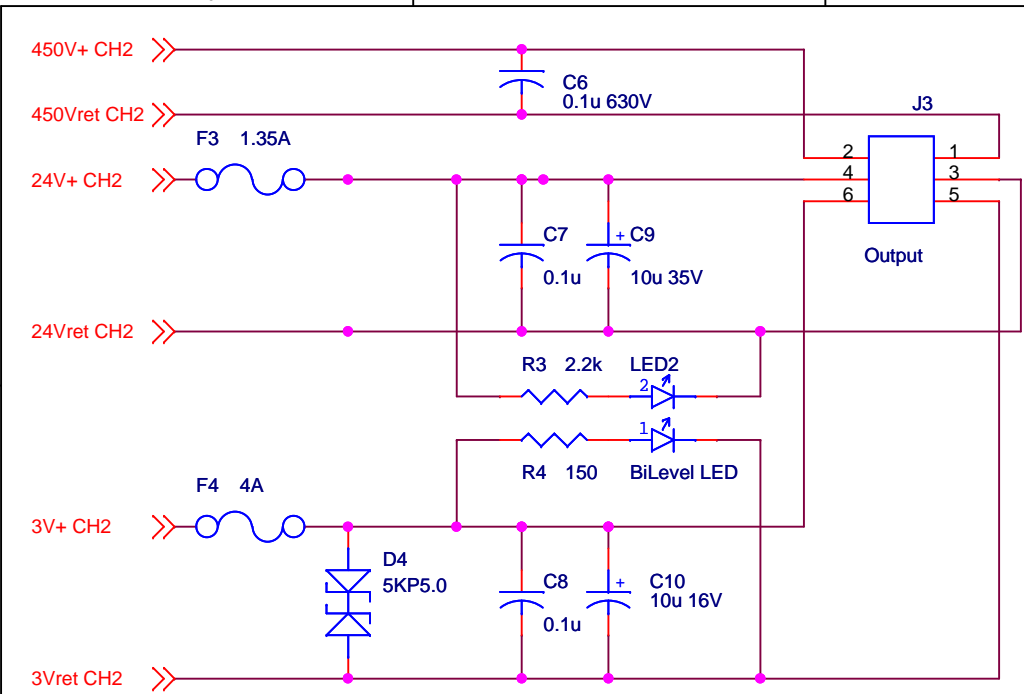 450V+ CH2
C6
0.1u 630V
450Vret CH2
J3
F3 1.35A
2 1
24V+ CH2
4 3
6 5
C7
+ C9
Output
0.1u
10u 35V
24Vret CH2
R3 2.2k LED2
2
1
R4 150 BiLevel LED
F4 4A
3V+ CH2
D4
5KP5.0
C8
+ C10
10u 16V
0.1u
3Vret CH2